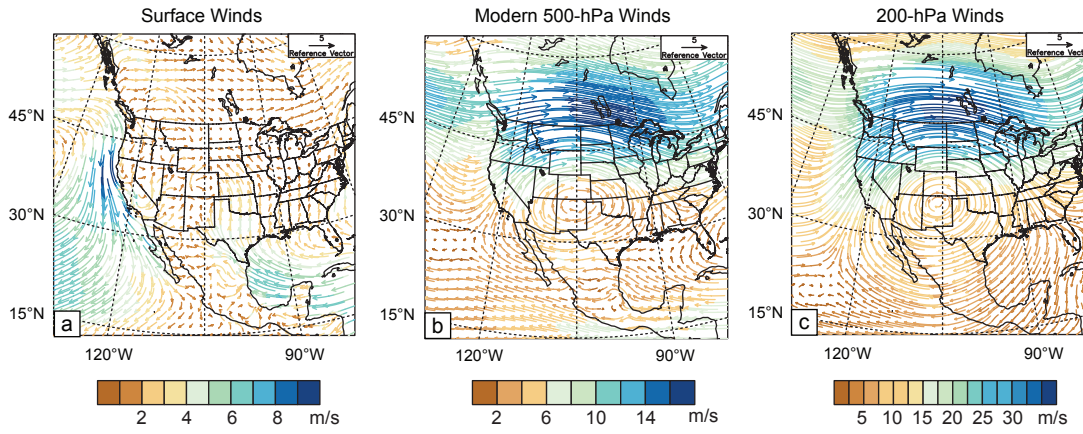 Surface Winds
Modern 500-hPa Winds
200-hPa Winds
5
Reference Vector
5
Reference Vector
5
Reference Vector
45°N
30°N
15°N
45°N
30°N
15°N
45°N
30°N
15°N
a
b
c
120°W
90°W
120°W
90°W
120°W
90°W
2 4 6 8 m/s
2 6 10 14 m/s
5 10 15 20 25 30 m/s